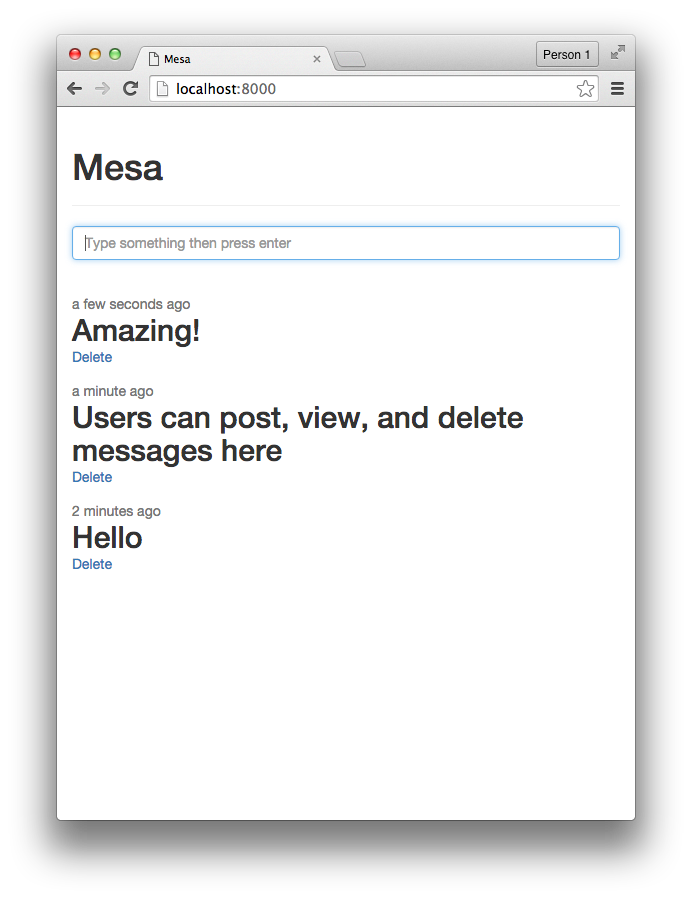 Mesa
Person 1
localhost:8000
Mesa
Type something then press enter
a few seconds ago
Amazing!
Delete
a minute ago
Users can post, view, and delete
messages here
Delete
2 minutes ago
Hello
Delete